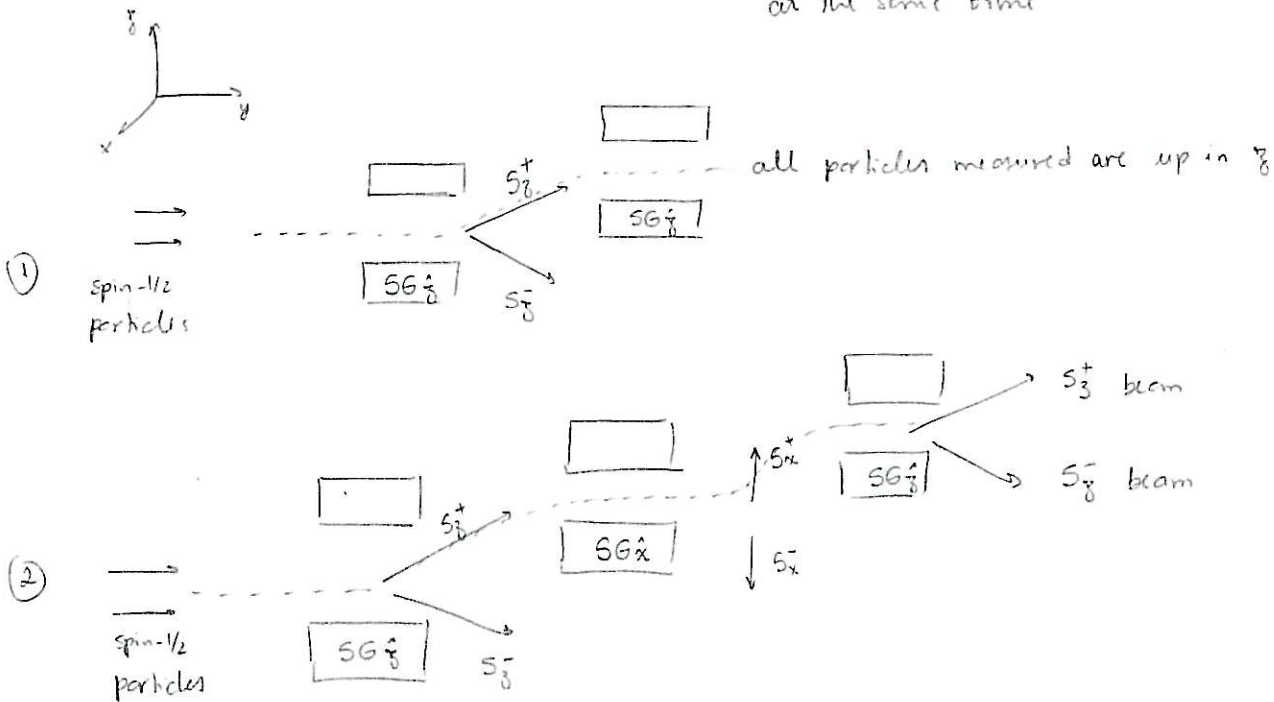 at the same time
z
y
x
S_z^+
all particles measured are up in z
SG ẑ
①
SG ẑ
spin-1/2
particles
S_z^-
S_z^+ beam
S_x^+
SG ẑ
S_z^- beam
S_z^+
SG x̂
②
S_x^-
spin-1/2
particles
SG ẑ
S_z^-